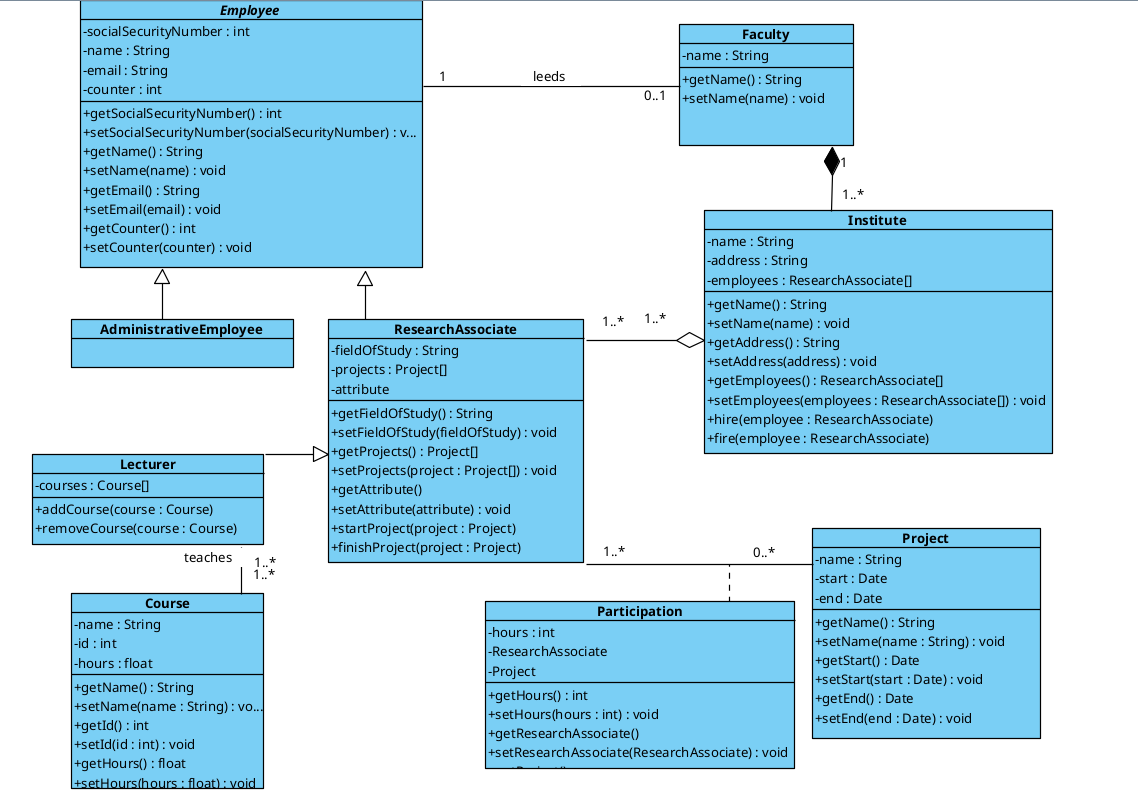 Employee
-socialSecurityNumber : int
-name : String
-email : String
-counter : int
+getSocialSecurityNumber() : int
+setSocialSecurityNumber(socialSecurityNumber) : v...
+getName() : String
+setName(name) : void
+getEmail() : String
+setEmail(email) : void
+getCounter() : int
+setCounter(counter) : void
1
leeds
0..1
Faculty
-name : String
+getName() : String
+setName(name) : void
1
1..*
Institute
-name : String
-address : String
-employees : ResearchAssociate[]
+getName() : String
+setName(name) : void
+getAddress() : String
+setAddress(address) : void
+getEmployees() : ResearchAssociate[]
+setEmployees(employees : ResearchAssociate[]) : void
+hire(employee : ResearchAssociate)
+fire(employee : ResearchAssociate)
AdministrativeEmployee
ResearchAssociate
-fieldOfStudy : String
-projects : Project[]
-attribute
+getFieldOfStudy() : String
+setFieldOfStudy(fieldOfStudy) : void
+getProjects() : Project[]
+setProjects(project : Project[]) : void
+getAttribute()
+setAttribute(attribute) : void
+startProject(project : Project)
+finishProject(project : Project)
1..*
1..*
Lecturer
-courses : Course[]
+addCourse(course : Course)
+removeCourse(course : Course)
teaches
1..*
1..*
Course
-name : String
-id : int
-hours : float
+getName() : String
+setName(name : String) : vo...
+getId() : int
+setId(id : int) : void
+getHours() : float
+setHours(hours : float) : void
1..*
0..*
Participation
-hours : int
-ResearchAssociate
-Project
+getHours() : int
+setHours(hours : int) : void
+getResearchAssociate()
+setResearchAssociate(ResearchAssociate) : void
Project
-name : String
-start : Date
-end : Date
+getName() : String
+setName(name : String) : void
+getStart() : Date
+setStart(start : Date) : void
+getEnd() : Date
+setEnd(end : Date) : void